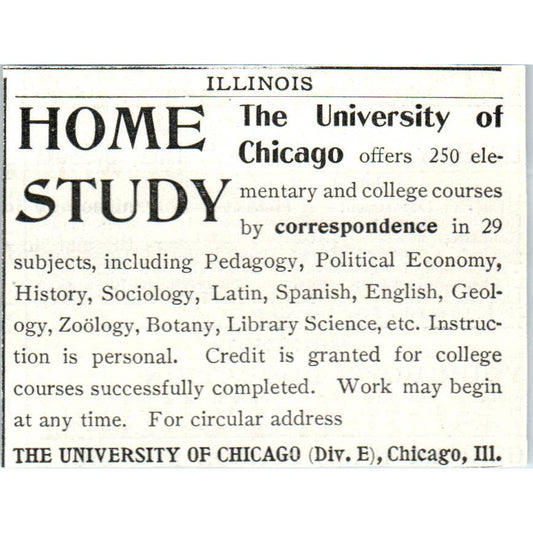 ILLINOIS
HOME STUDY
The University of
Chicago offers 250 ele-
mentary and college courses
by correspondence in 29
subjects, including Pedagogy, Political Economy,
History, Sociology, Latin, Spanish, English, Geol-
ogy, Zoölogy, Botany, Library Science, etc. Instruc-
tion is personal. Credit is granted for college
courses successfully completed. Work may begin
at any time. For circular address
THE UNIVERSITY OF CHICAGO (Div. E), Chicago, Ill.